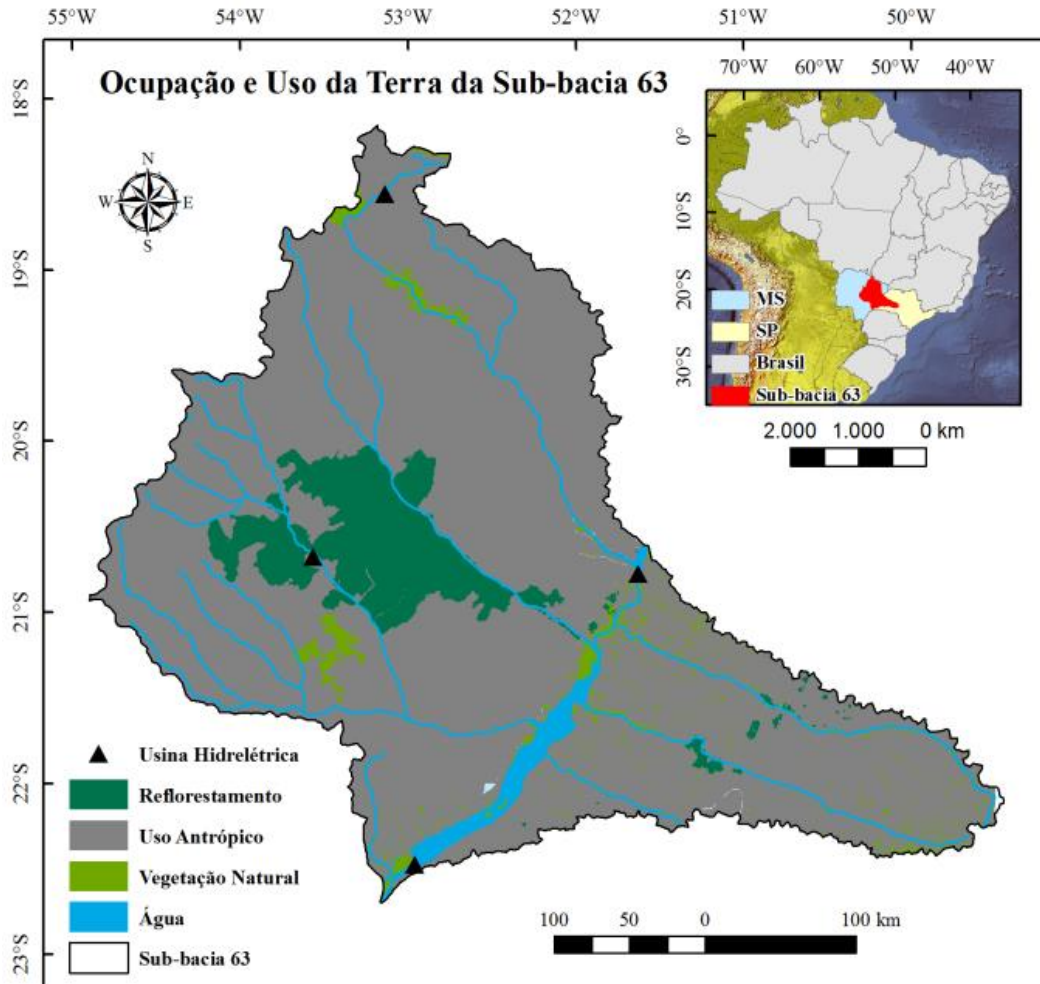 55°W 54°W 53°W 52°W 51°W 50°W
Ocupação e Uso da Terra da Sub-bacia 63
18°S
19°S
20°S
21°S
22°S
23°S
N
W E
S
70°W 60°W 50°W 40°W
0°
10°S
20°S
30°S
MS
SP
Brasil
Sub-bacia 63
2.000 1.000 0 km
Usina Hidrelétrica
Reflorestamento
Uso Antrópico
Vegetação Natural
Água
Sub-bacia 63
100 50 0 100 km